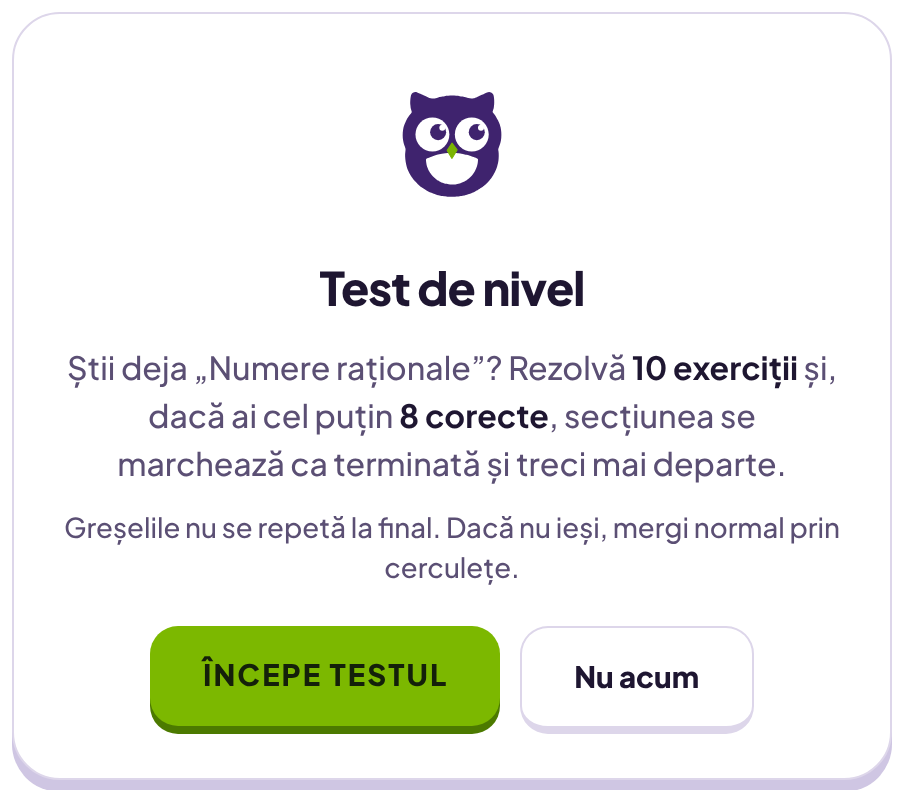 Test de nivel
Știi deja „Numere raționale”? Rezolvă 10 exerciții și,
dacă ai cel puțin 8 corecte, secțiunea se
marchează ca terminată și treci mai departe.
Greșelile nu se repetă la final. Dacă nu ieși, mergi normal prin
cerculețe.
ÎNCEPE TESTUL
Nu acum